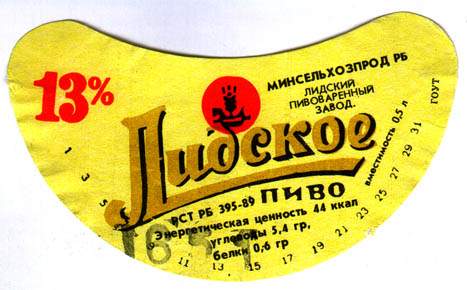 13%
МИНСЕЛЬХОЗПРОД РБ
ЛИДСКИЙ
ПИВОВАРЕННЫЙ
ЗАВОД.
ГОУТ
Лидское
ПИВО
вместимость 0,5 л
РСТ РБ 395-89
Энергетическая ценность 44 ккал
углеводы 5,4 гр,
белки 0,6 гр
1 3 5 9 11 13 15 17 19 21 25 27 29 31